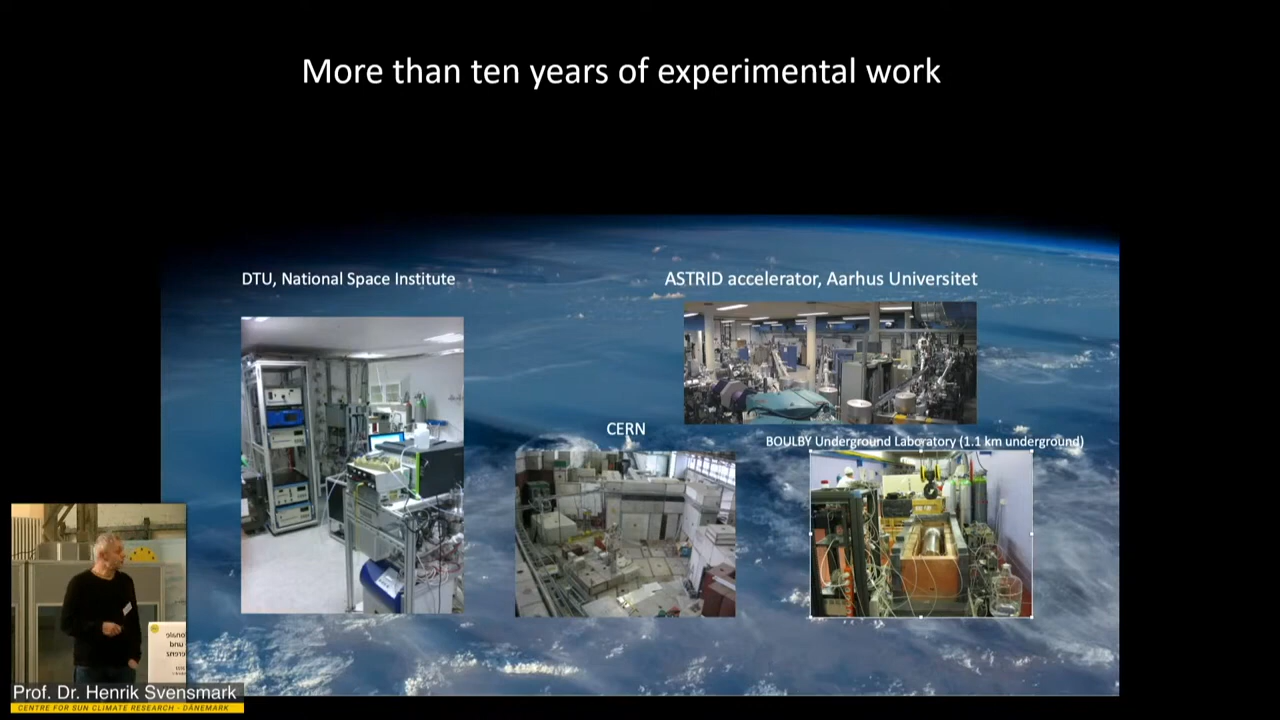 More than ten years of experimental work
DTU, National Space Institute
ASTRID accelerator, Aarhus Universitet
CERN
BOULBY Underground Laboratory (1.1 km underground)
Prof. Dr. Henrik Svensmark
CENTRE FOR SUN CLIMATE RESEARCH - DÄNEMARK